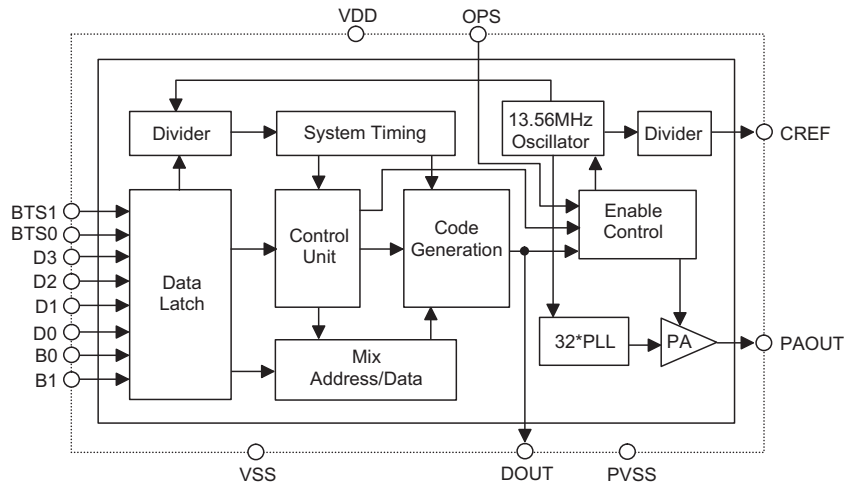 VDD
OPS
Divider
System Timing
13.56MHz
Oscillator
Divider
CREF
BTS1
BTS0
D3
D2
D1
D0
B0
B1
Data
Latch
Control
Unit
Code
Generation
Enable
Control
Mix
Address/Data
32*PLL
PA
PAOUT
VSS
DOUT
PVSS